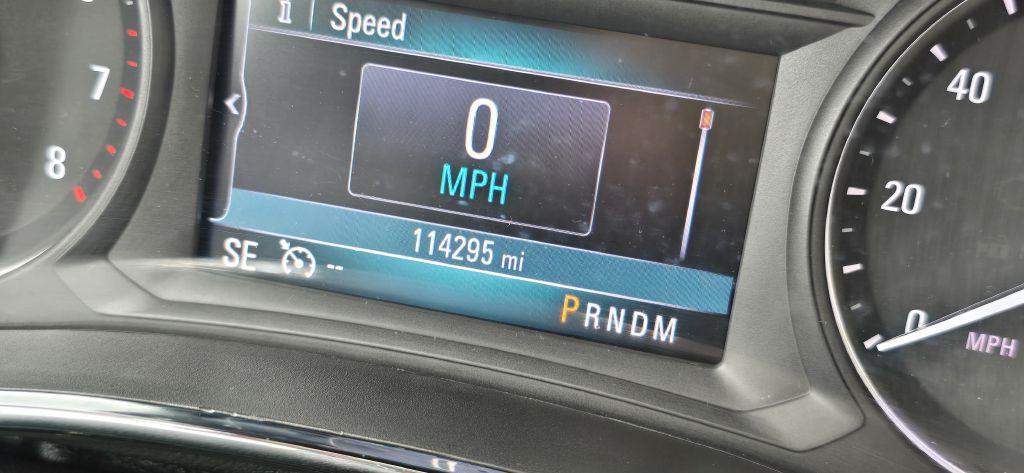 i Speed
7
8
0
MPH
114295 mi
SE --
PRNDM
40
20
0
MPH